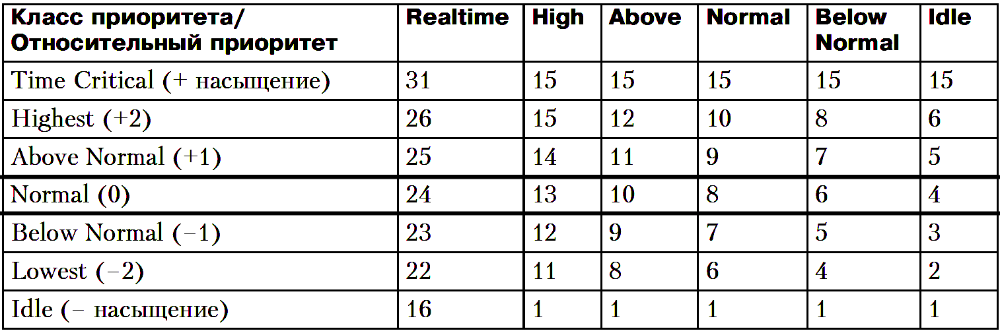 Класс приоритета/ Realtime High Above Normal Below Idle
Относительный приоритет Normal
Time Critical (+ насыщение) 31 15 15 15 15 15
Highest (+2) 26 15 12 10 8 6
Above Normal (+1) 25 14 11 9 7 5
Normal (0) 24 13 10 8 6 4
Below Normal (–1) 23 12 9 7 5 3
Lowest (–2) 22 11 8 6 4 2
Idle (– насыщение) 16 1 1 1 1 1